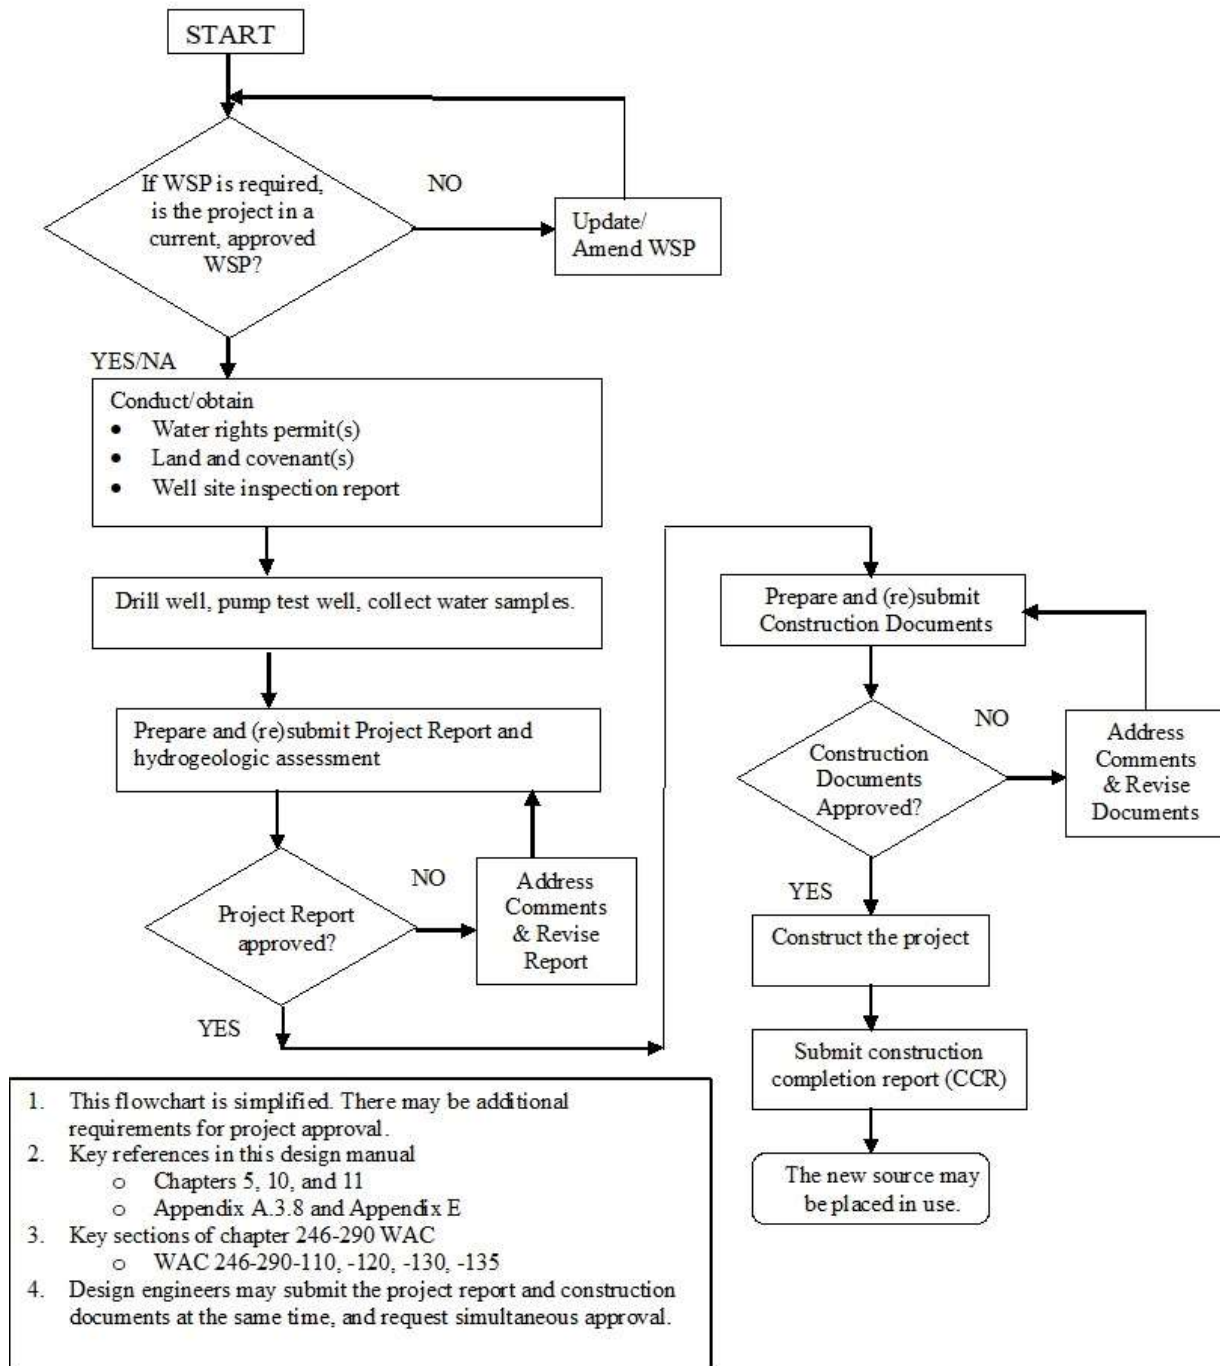 START
If WSP is required,
is the project in a
current, approved
WSP?
NO
Update/
Amend WSP
YES/NA
Conduct/obtain
• Water rights permit(s)
• Land and covenant(s)
• Well site inspection report
Drill well, pump test well, collect water samples.
Prepare and (re)submit Project Report and
hydrogeologic assessment
Project Report
approved?
NO
Address
Comments
& Revise
Report
YES
Prepare and (re)submit
Construction Documents
Construction
Documents
Approved?
NO
Address
Comments
& Revise
Documents
YES
Construct the project
Submit construction
completion report (CCR)
The new source may
be placed in use.
1. This flowchart is simplified. There may be additional
requirements for project approval.
2. Key references in this design manual
o Chapters 5, 10, and 11
o Appendix A.3.8 and Appendix E
3. Key sections of chapter 246-290 WAC
o WAC 246-290-110, -120, -130, -135
4. Design engineers may submit the project report and construction
documents at the same time, and request simultaneous approval.